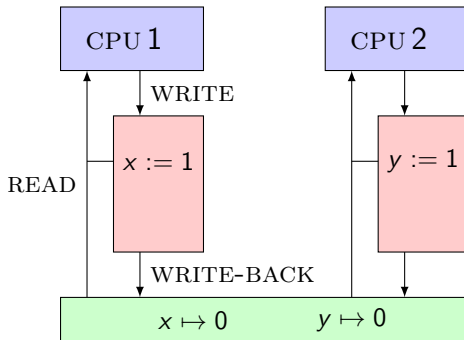 CPU 1
CPU 2
WRITE
x := 1
y := 1
READ
WRITE-BACK
x ↦ 0
y ↦ 0